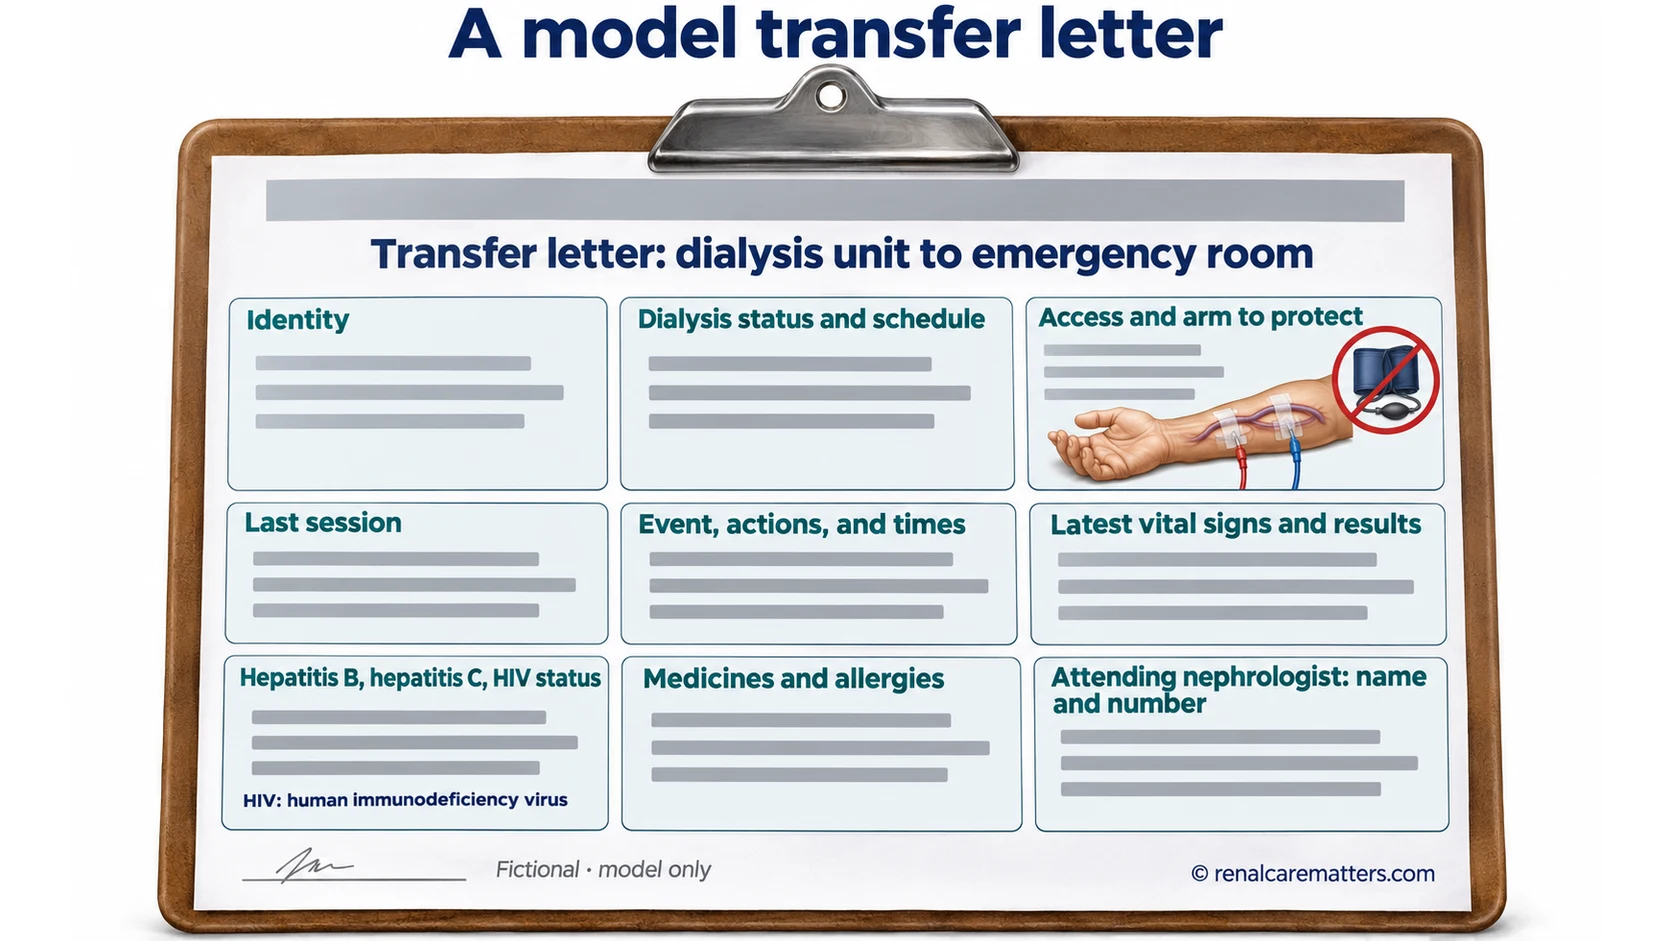 A model transfer letter
Transfer letter: dialysis unit to emergency room
Identity
Dialysis status and schedule
Access and arm to protect
Last session
Event, actions, and times
Latest vital signs and results
Hepatitis B, hepatitis C, HIV status
HIV: human immunodeficiency virus
Medicines and allergies
Attending nephrologist: name
and number
Fictional · model only
© renalcarematters.com